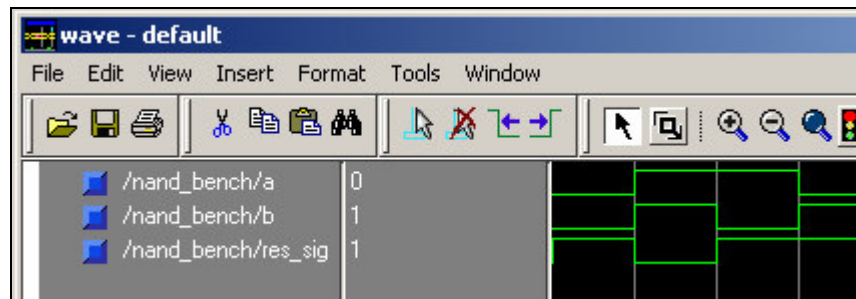 wave - default
File Edit View Insert Format Tools Window
/nand_bench/a 0
/nand_bench/b 1
/nand_bench/res_sig 1